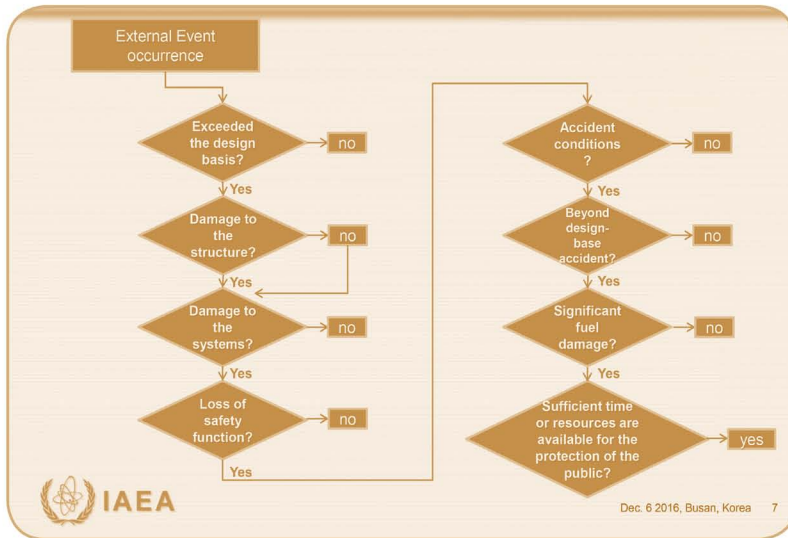 External Event
occurrence
Exceeded
the design
basis?
no
Yes
Damage to
the
structure?
no
Yes
Damage to
the
systems?
no
Yes
Loss of
safety
function?
no
Yes
Accident
conditions
?
no
Yes
Beyond
design-
base
accident?
no
Yes
Significant
fuel
damage?
no
Yes
Sufficient time
or resources are
available for the
protection of the
public?
yes
IAEA
Dec. 6 2016, Busan, Korea 7